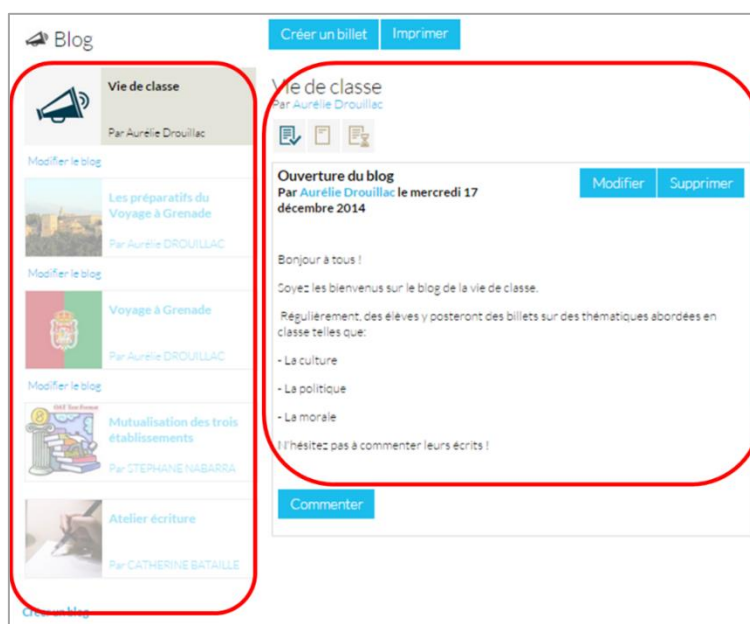 Blog
Créer un billet
Imprimer
Vie de classe
Par Aurélie Drouillac
Modifier le blog
Les préparatifs du
Voyage à Grenade
Par Aurélie DROUILLAC
Modifier le blog
Voyage à Grenade
Par Aurélie DROUILLAC
Modifier le blog
Mutualisation des trois
établissements
Par STEPHANE NABARRA
Atelier écriture
Par CATHERINE BATAILLE
Créer un blog
Vie de classe
Par Aurélie Drouillac
Ouverture du blog
Par Aurélie Drouillac le mercredi 17
décembre 2014
Modifier
Supprimer
Bonjour à tous !
Soyez les bienvenus sur le blog de la vie de classe.
Régulièrement, des élèves y posteront des billets sur des thématiques abordées en
classe telles que:
- La culture
- La politique
- La morale
N'hésitez pas à commenter leurs écrits !
Commenter